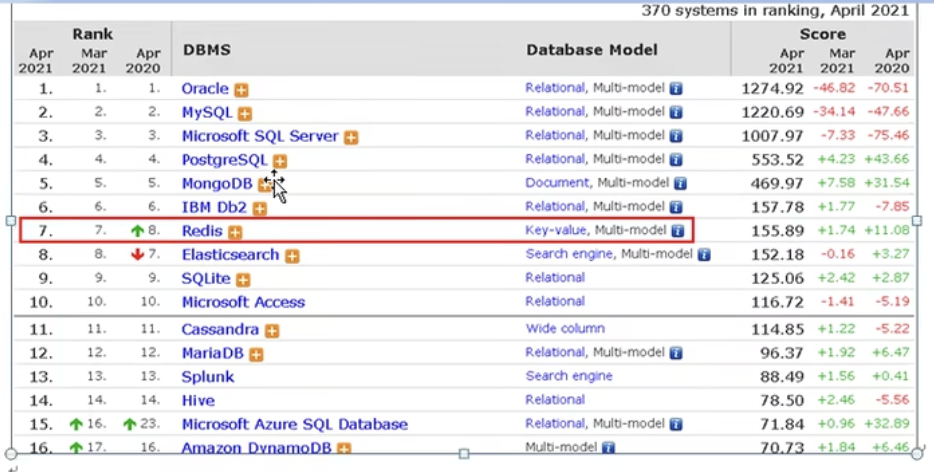 370 systems in ranking, April 2021
Rank DBMS Database Model Score
Apr 2021 Mar 2021 Apr 2020 Apr 2021 Mar 2021 Apr 2020
1. 1. 1. Oracle Relational, Multi-model 1274.92 -46.82 -70.51
2. 2. 2. MySQL Relational, Multi-model 1220.69 -34.14 -47.66
3. 3. 3. Microsoft SQL Server Relational, Multi-model 1007.97 -7.33 -75.46
4. 4. 4. PostgreSQL Relational, Multi-model 553.52 +4.23 +43.66
5. 5. 5. MongoDB Document, Multi-model 469.97 +7.58 +31.54
6. 6. 6. IBM Db2 Relational, Multi-model 157.78 +1.77 -7.85
7. 7. 8. Redis Key-value, Multi-model 155.89 +1.74 +11.08
8. 8. 7. Elasticsearch Search engine, Multi-model 152.18 -0.16 +3.27
9. 9. 9. SQLite Relational 125.06 +2.42 +2.87
10. 10. 10. Microsoft Access Relational 116.72 -1.41 -5.19
11. 11. 11. Cassandra Wide column 114.85 +1.22 -5.22
12. 12. 12. MariaDB Relational, Multi-model 96.37 +1.92 +6.47
13. 13. 13. Splunk Search engine 88.49 +1.56 +0.41
14. 14. 14. Hive Relational 78.50 +2.46 -5.56
15. 16. 23. Microsoft Azure SQL Database Relational, Multi-model 71.84 +0.96 +32.89
16. 17. 16. Amazon DynamoDB Multi-model 70.73 +1.84 +6.46